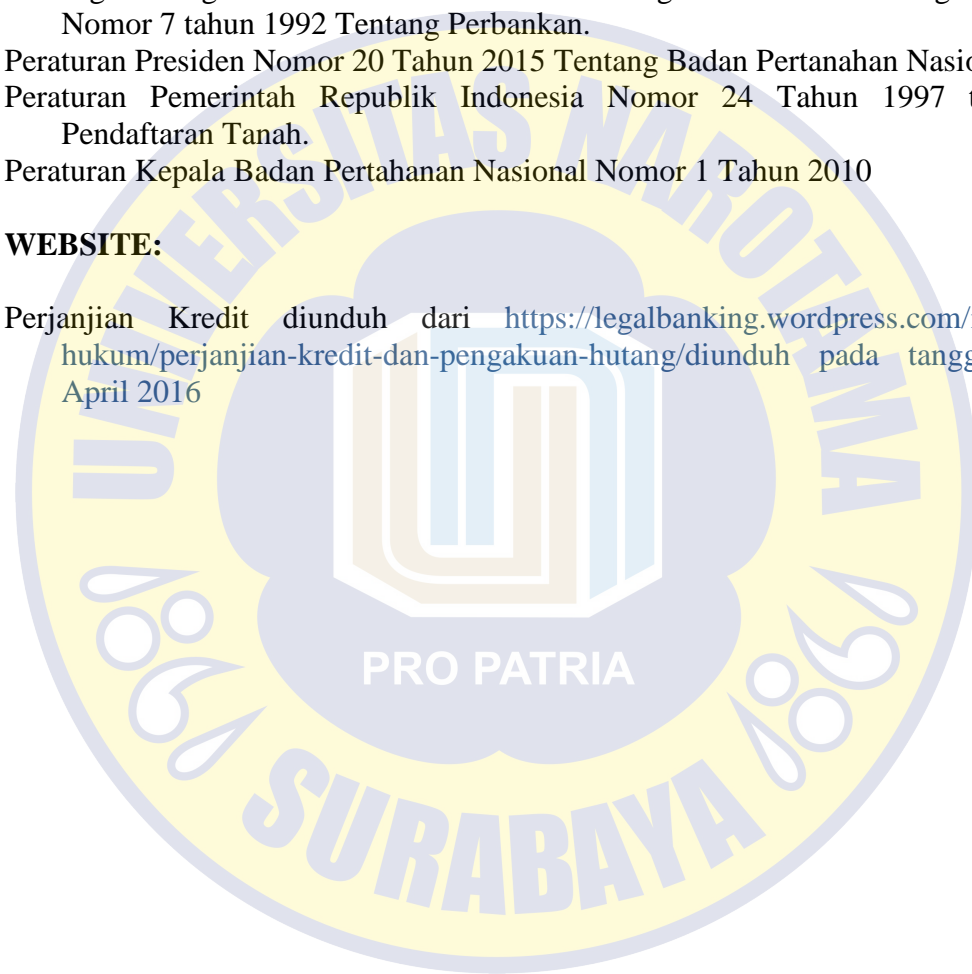 Nomor 7 tahun 1992 Tentang Perbankan.
Peraturan Presiden Nomor 20 Tahun 2015 Tentang Badan Pertanahan
Peraturan Pemerintah Republik Indonesia Nomor 24 Tahun 1997
Pendaftaran Tanah.
Peraturan Kepala Badan Pertahanan Nasional Nomor 1 Tahun 2010
WEBSITE:
Perjanjian Kredit diunduh dari https://legalbanking.wordpress.com/
hukum/perjanjian-kredit-dan-pengakuan-hutang/diunduh pada
April 2016
UNIVERSITAS NAROTAMA
PRO PATRIA
SURABAYA